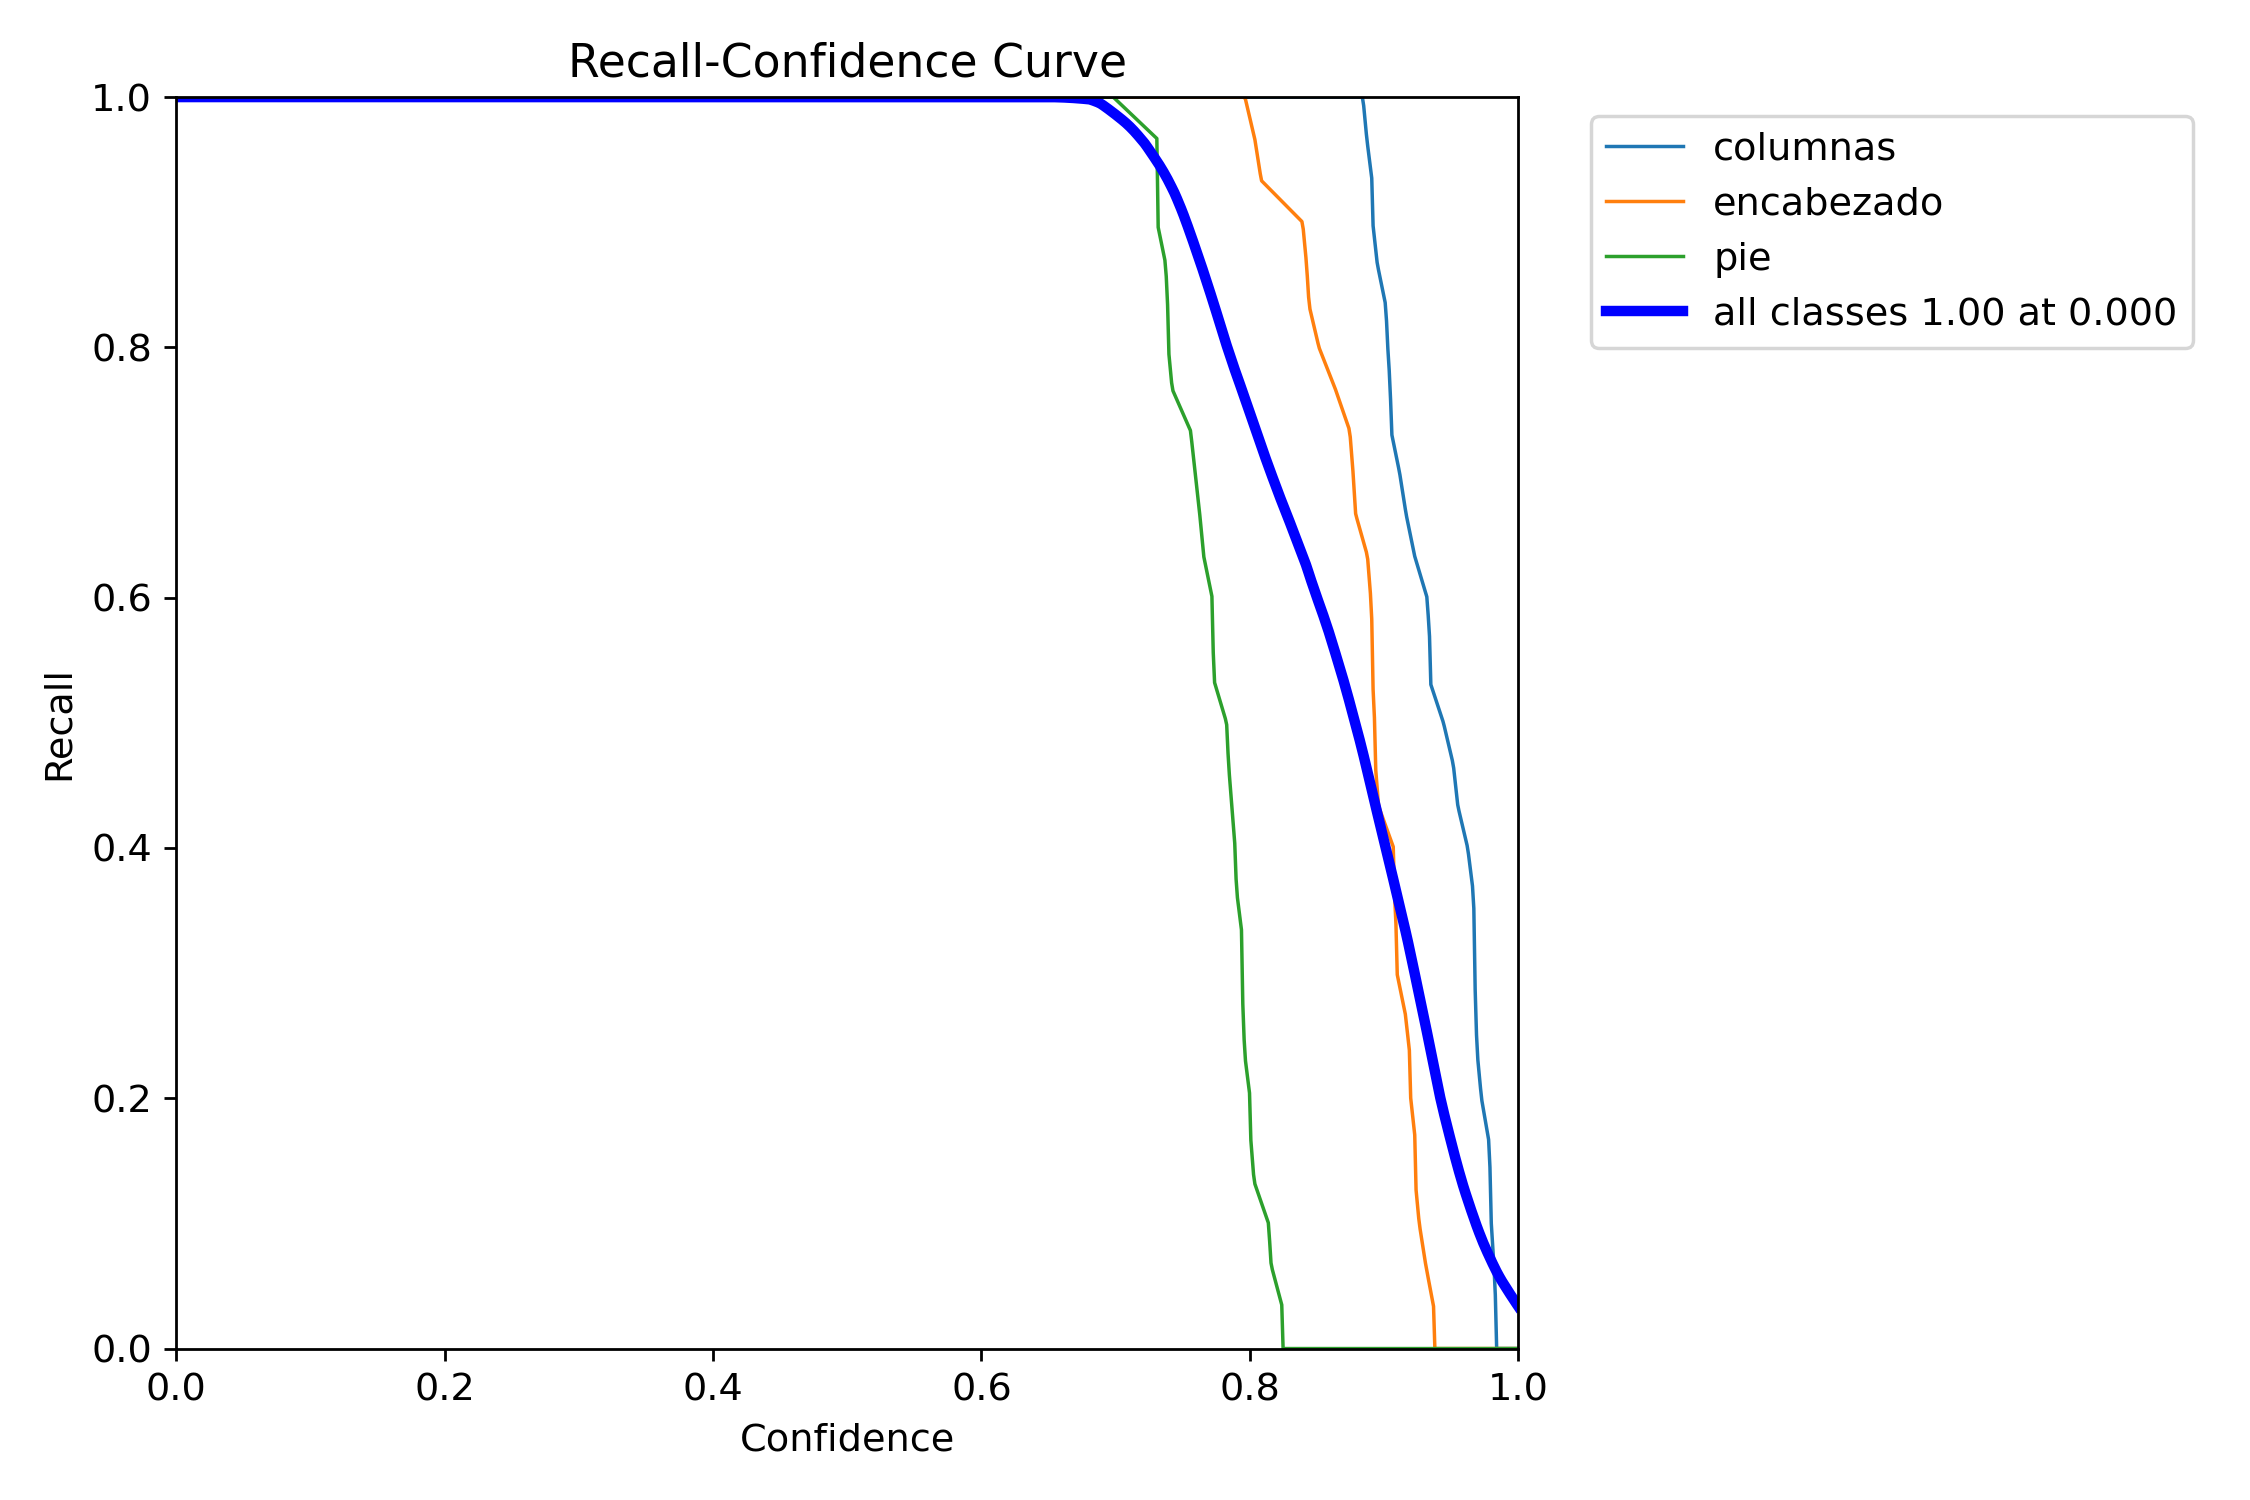 Recall-Confidence Curve
1.0
0.8
0.6
0.4
0.2
0.0
Recall
0.0 0.2 0.4 0.6 0.8 1.0
Confidence
columnas
encabezado
pie
all classes 1.00 at 0.000